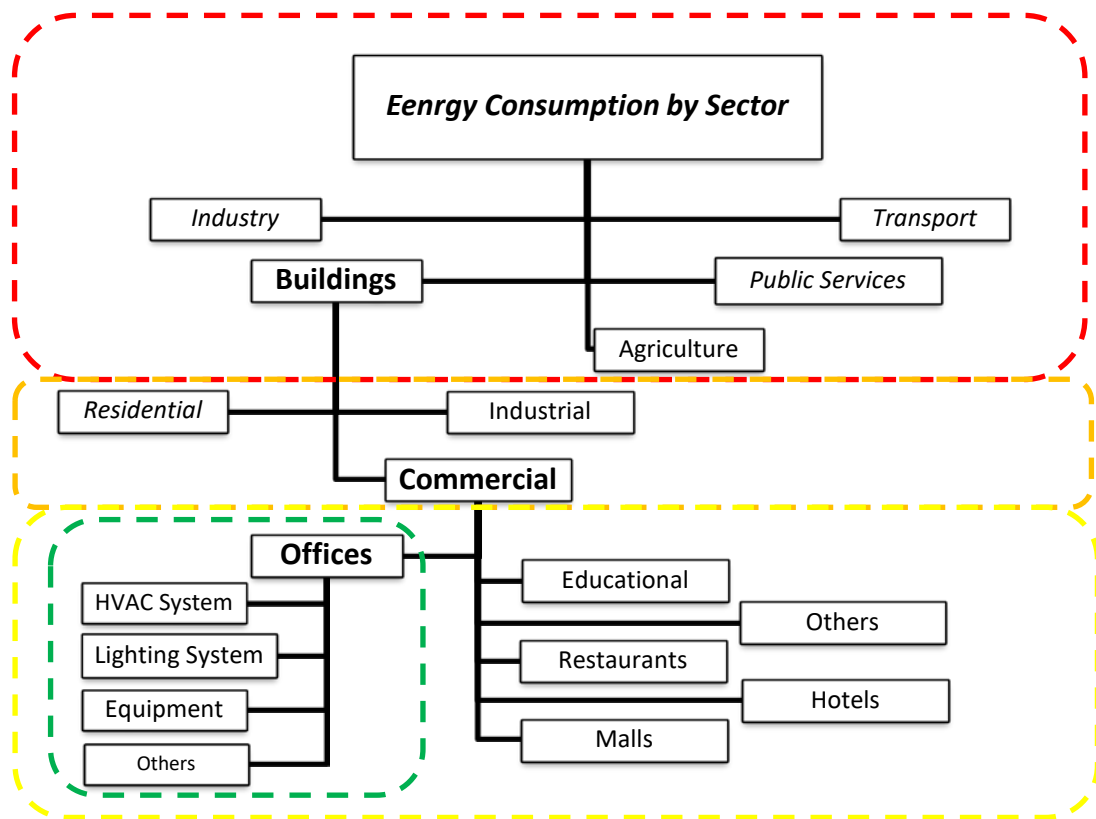 Eenrgy Consumption by Sector
Industry
Transport
Buildings
Public Services
Agriculture
Residential
Industrial
Commercial
Offices
HVAC System
Lighting System
Equipment
Others
Educational
Others
Restaurants
Hotels
Malls